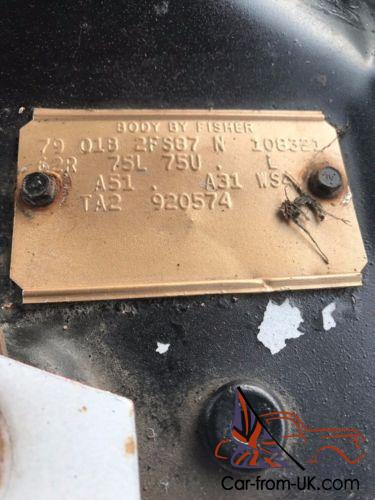 BODY BY FISHER
79 01B 2FS87 N 108321
62R 75L 75U . L
A51 . A31 WS
TA2 920574
Car-from-UK.com